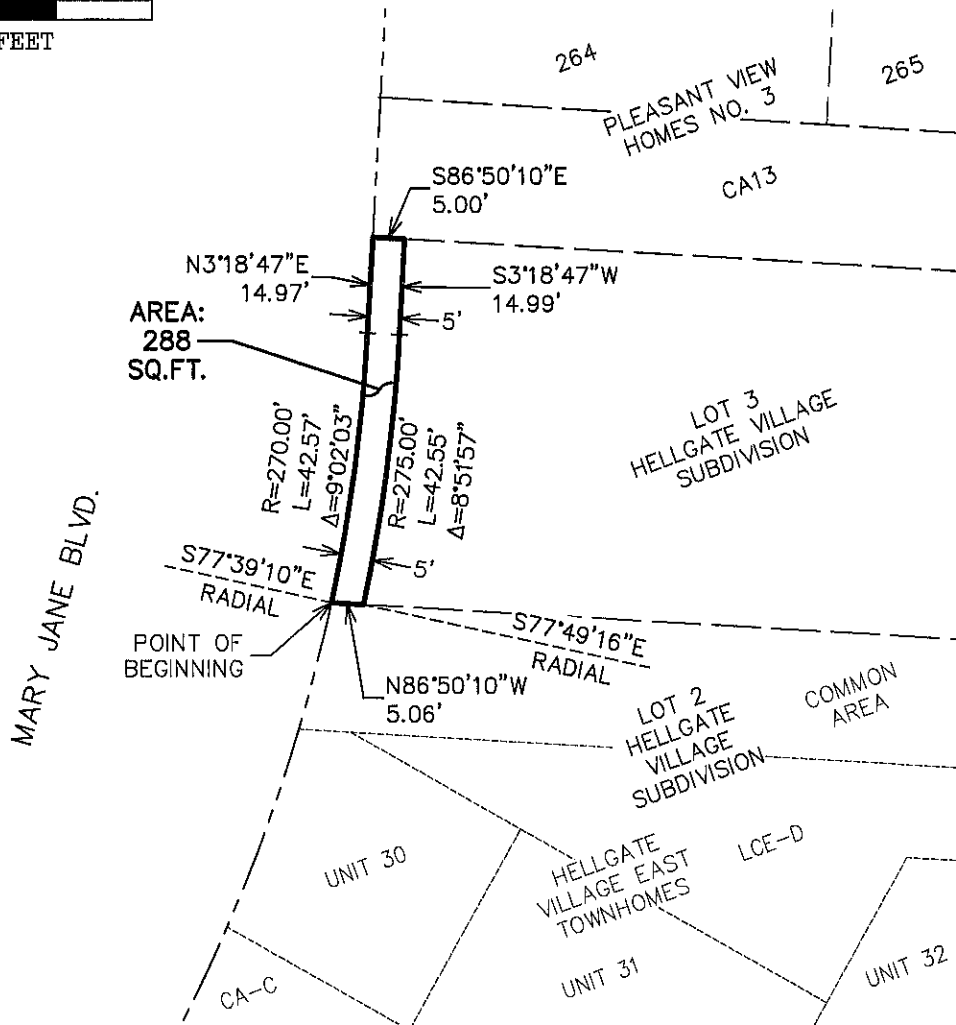 FEET
264
265
PLEASANT VIEW
HOMES NO. 3
CA13
S86°50'10"E
5.00'
N3°18'47"E
14.97'
S3°18'47"W
14.99'
AREA:
288
SQ.FT.
5'
LOT 3
HELLGATE VILLAGE
SUBDIVISION
R=270.00'
L=42.57'
Δ=9°02'03"
R=275.00'
L=42.55'
Δ=8°51'57"
MARY JANE BLVD.
S77°39'10"E
RADIAL
5'
POINT OF
BEGINNING
S77°49'16"E
RADIAL
N86°50'10"W
5.06'
LOT 2
HELLGATE
VILLAGE
SUBDIVISION
COMMON
AREA
UNIT 30
HELLGATE
VILLAGE EAST
TOWNHOMES
LCE-D
UNIT 31
UNIT 32
CA-C